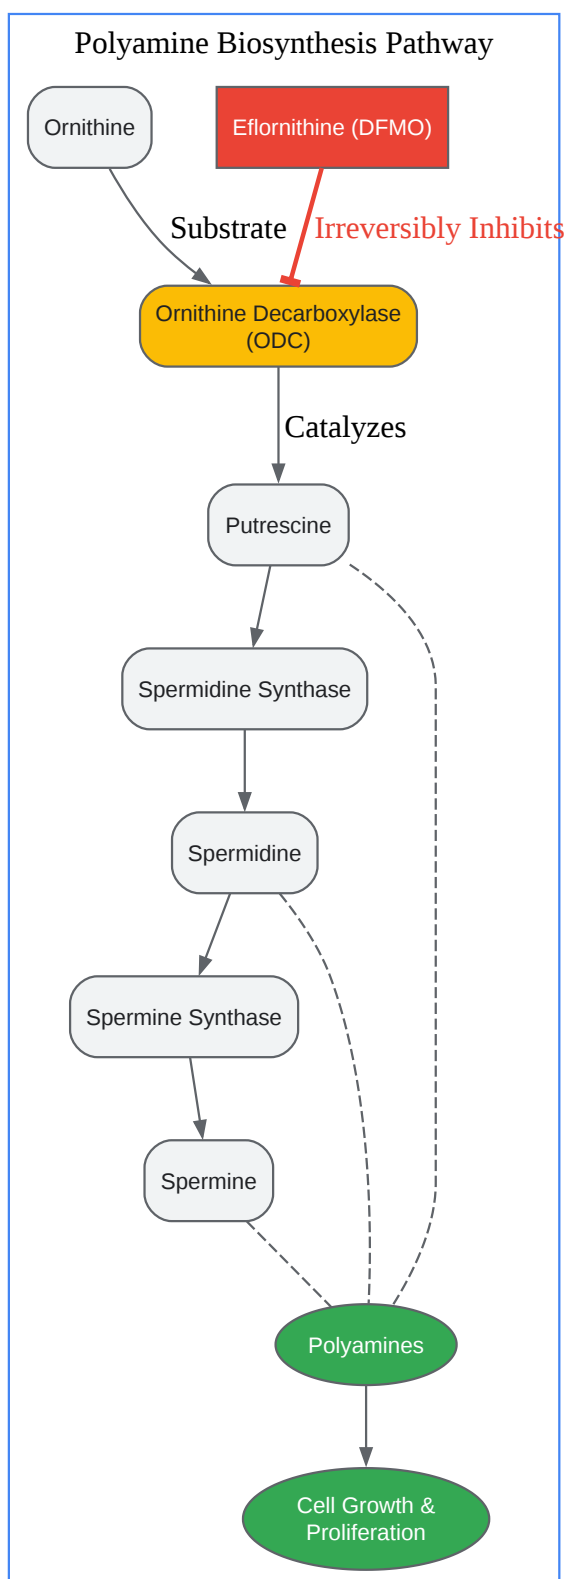 Polyamine Biosynthesis Pathway
Ornithine
Eflornithine (DFMO)
Substrate
Irreversibly Inhibits
Ornithine Decarboxylase
(ODC)
Catalyzes
Putrescine
Spermidine Synthase
Spermidine
Spermine Synthase
Spermine
Polyamines
Cell Growth &
Proliferation